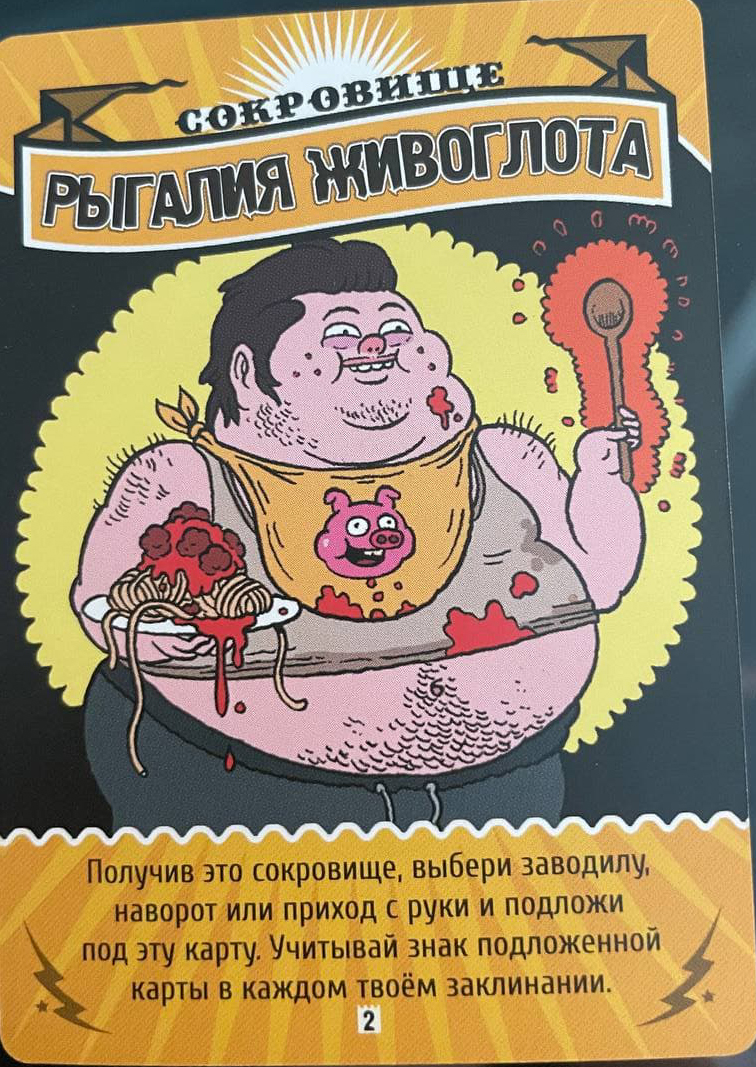 СОКРОВИЩЕ
РЫГАЛИЯ ЖИВОГЛОТА
Получив это сокровище, выбери заводилу,
наворот или приход с руки и подложи
под эту карту. Учитывай знак подложенной
карты в каждом твоём заклинании.
2